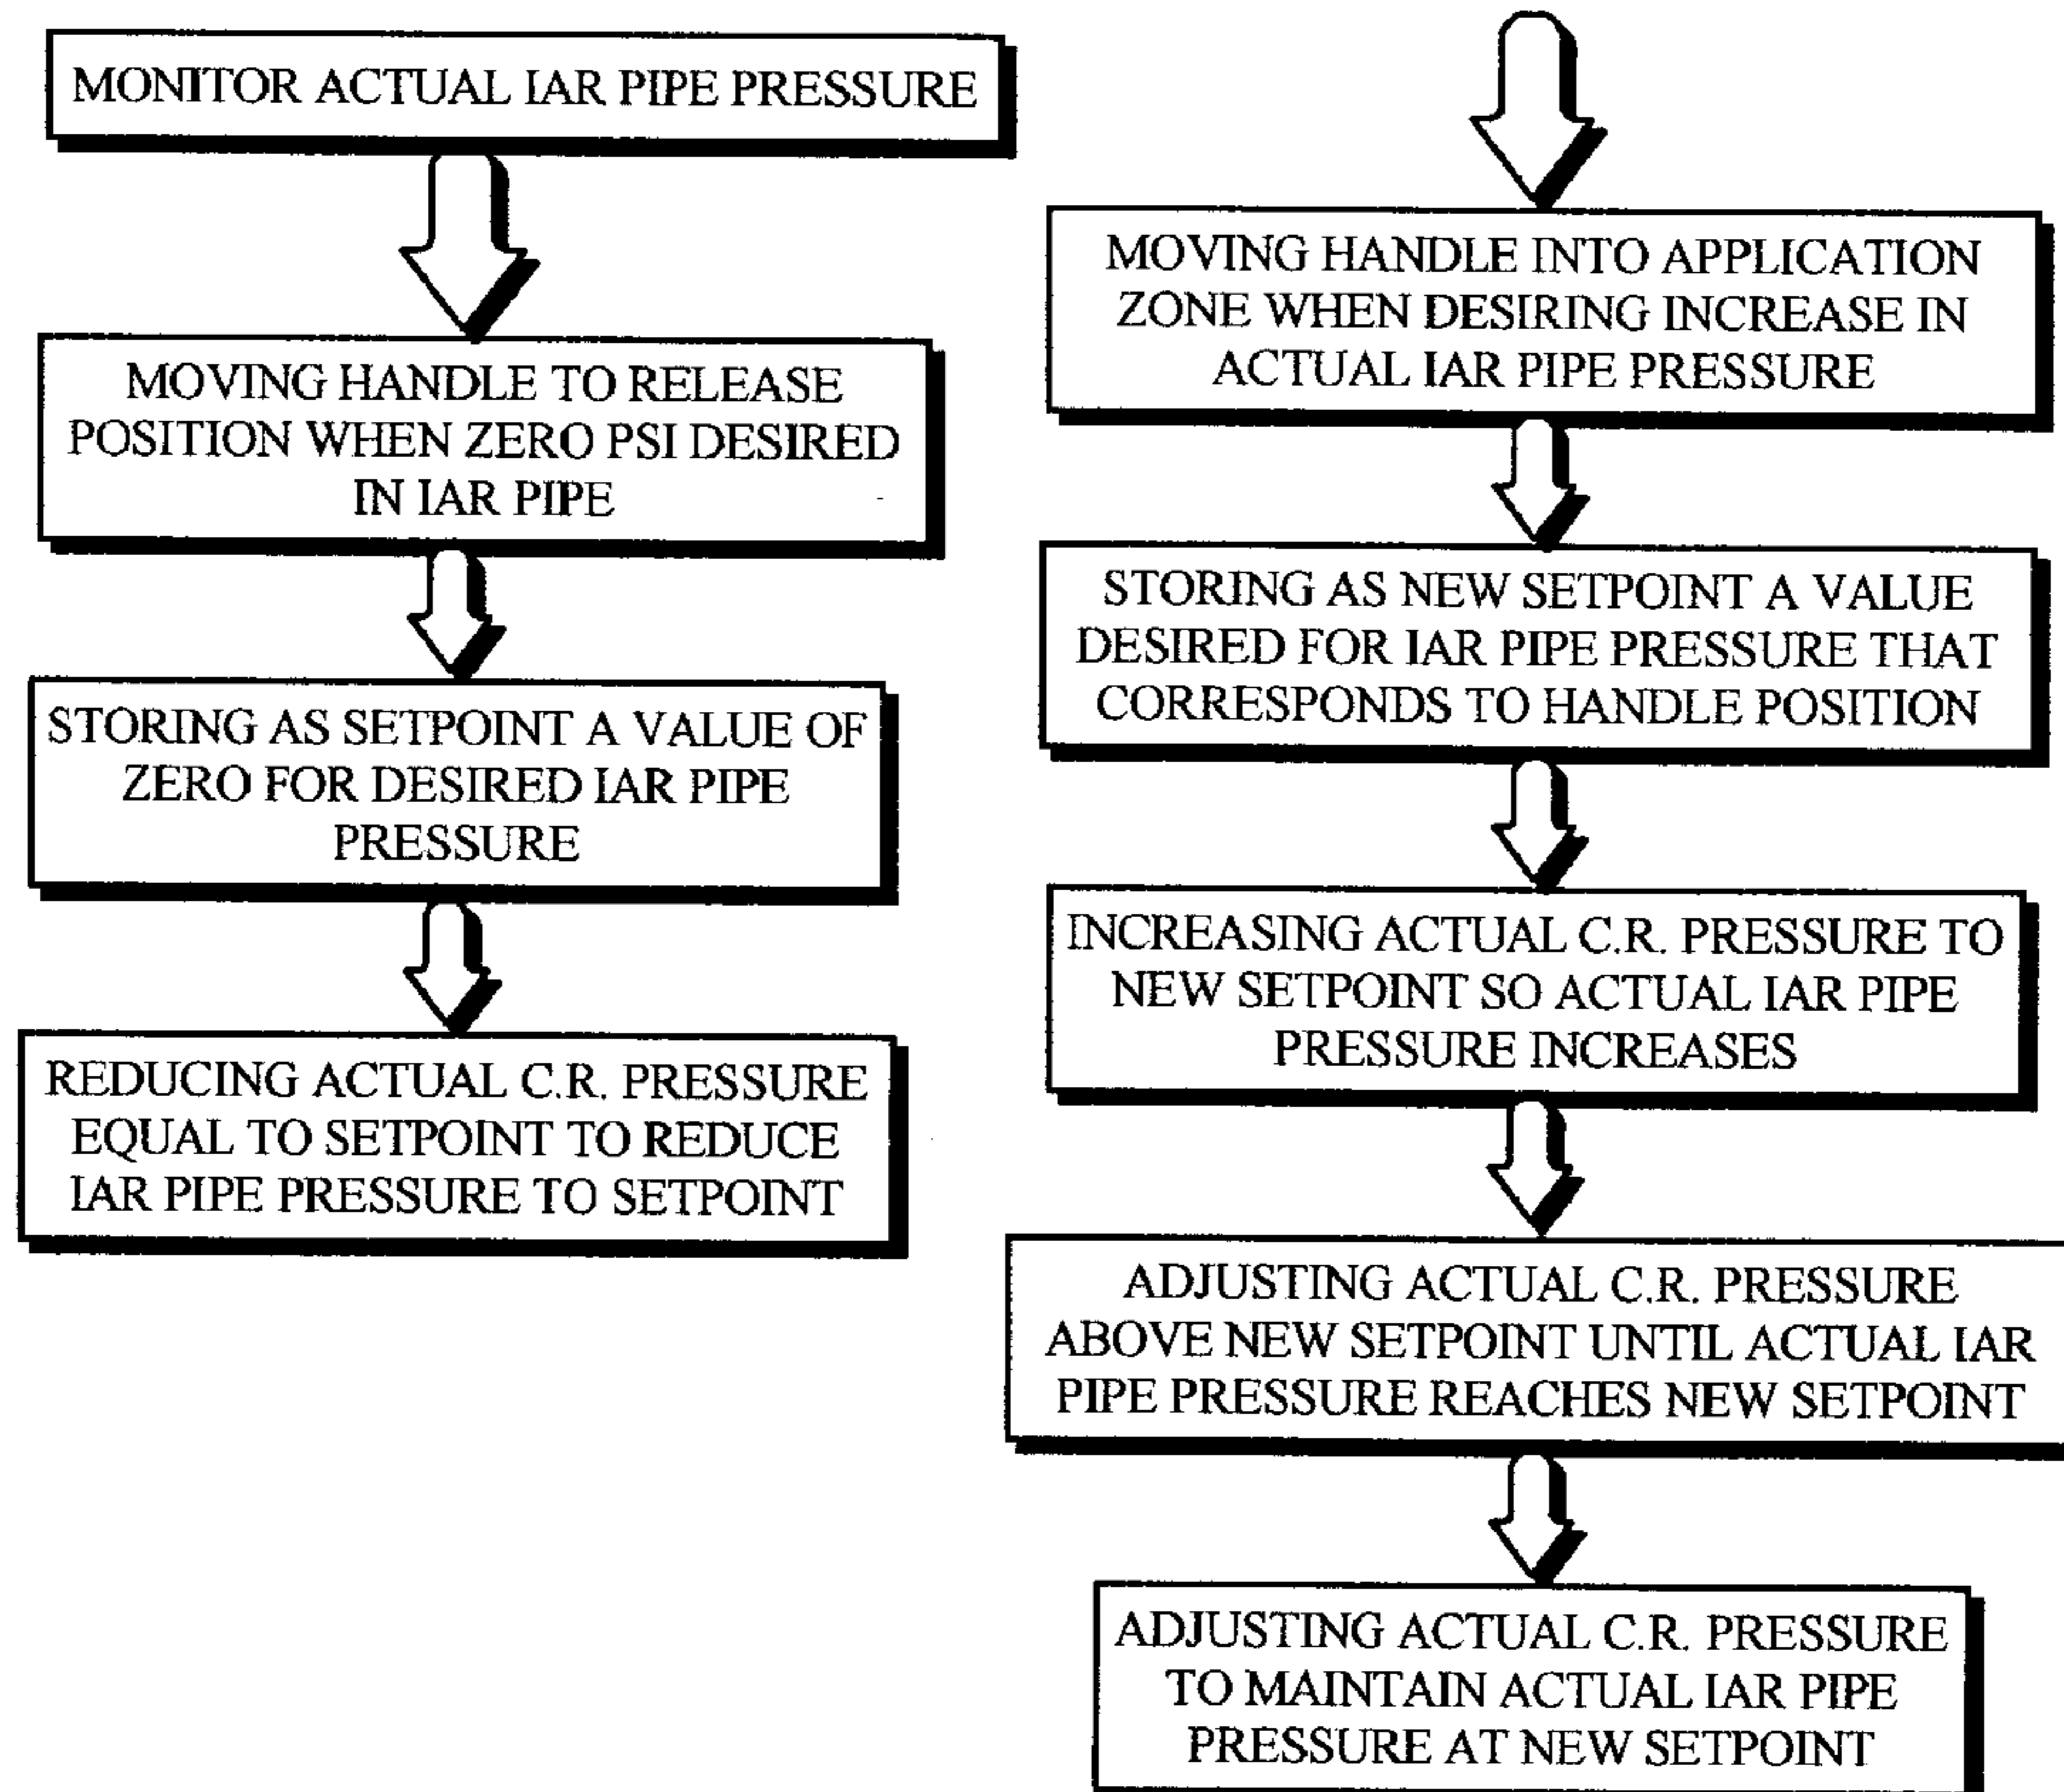 MONITOR ACTUAL IAR PIPE PRESSURE
MOVING HANDLE TO RELEASE
POSITION WHEN ZERO PSI DESIRED
IN IAR PIPE
STORING AS SETPOINT A VALUE OF
ZERO FOR DESIRED IAR PIPE
PRESSURE
REDUCING ACTUAL C.R. PRESSURE
EQUAL TO SETPOINT TO REDUCE
IAR PIPE PRESSURE TO SETPOINT
MOVING HANDLE INTO APPLICATION
ZONE WHEN DESIRING INCREASE IN
ACTUAL IAR PIPE PRESSURE
STORING AS NEW SETPOINT A VALUE
DESIRED FOR IAR PIPE PRESSURE THAT
CORRESPONDS TO HANDLE POSITION
INCREASING ACTUAL C.R. PRESSURE TO
NEW SETPOINT SO ACTUAL IAR PIPE
PRESSURE INCREASES
ADJUSTING ACTUAL C.R. PRESSURE
ABOVE NEW SETPOINT UNTIL ACTUAL IAR
PIPE PRESSURE REACHES NEW SETPOINT
ADJUSTING ACTUAL C.R. PRESSURE
TO MAINTAIN ACTUAL IAR PIPE
PRESSURE AT NEW SETPOINT